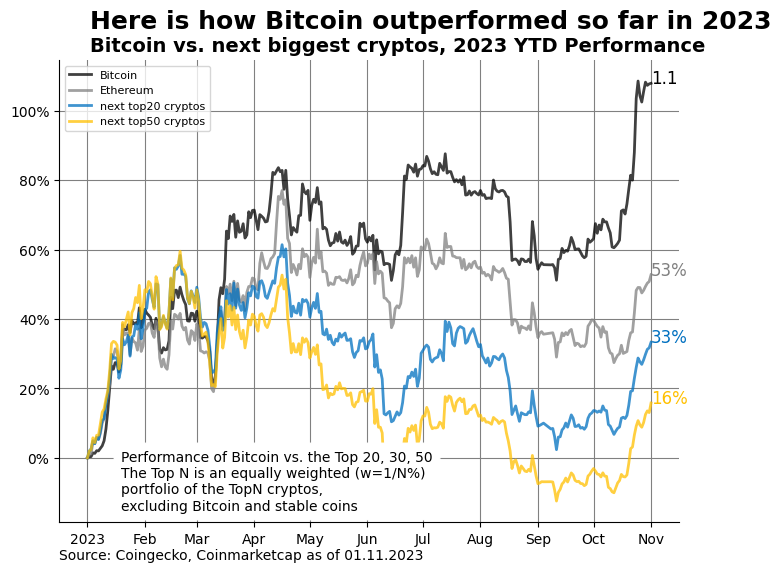 Here is how Bitcoin outperformed so far in 2023
Bitcoin vs. next biggest cryptos, 2023 YTD Performance
Bitcoin
Ethereum
next top20 cryptos
next top50 cryptos
1.1
100%
80%
60%
53%
40%
33%
20%
16%
0%
Performance of Bitcoin vs. the Top 20, 30, 50
The Top N is an equally weighted (w=1/N%)
portfolio of the TopN cryptos,
excluding Bitcoin and stable coins
2023 Feb Mar Apr May Jun Jul Aug Sep Oct Nov
Source: Coingecko, Coinmarketcap as of 01.11.2023